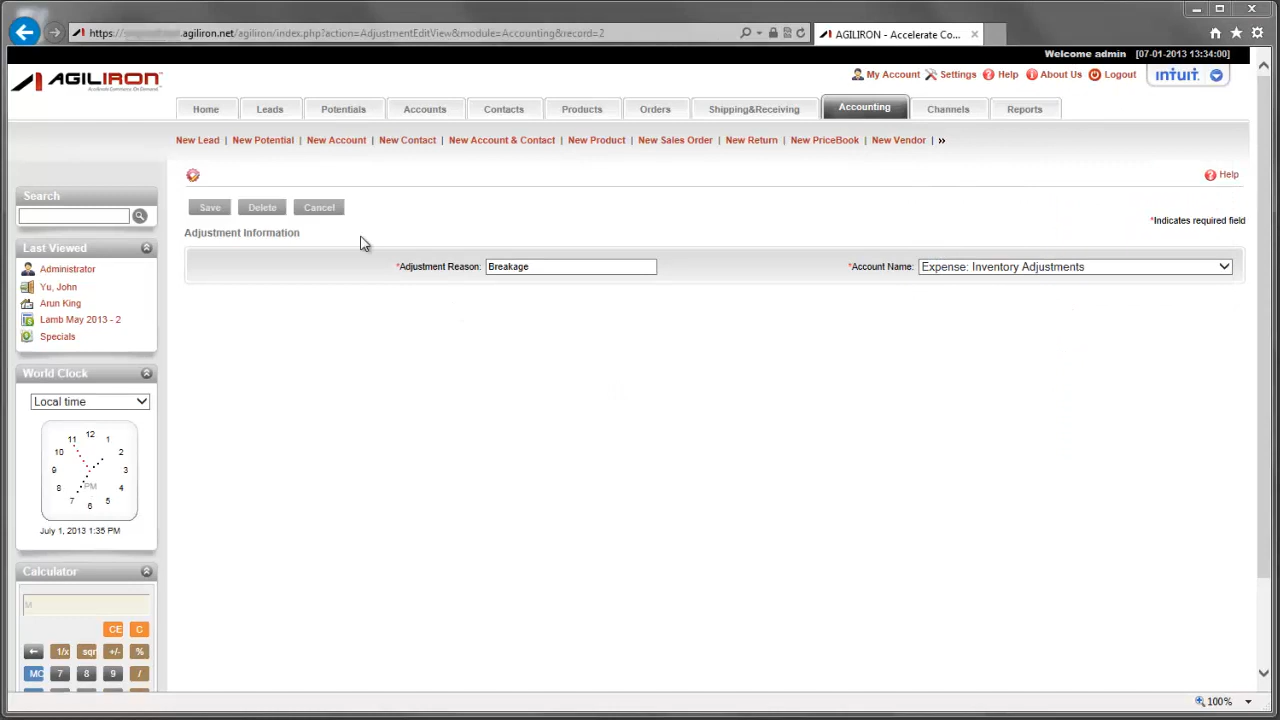 https://
.agiliron.net/agiliron/index.php?action=AdjustmentEditView&module=Accounting&record=2
AGILIRON - Accelerate Co...
Welcome admin [07-01-2013 13:34:00]
AGILIRON
Accelerate Commerce. On Demand.
My Account Settings Help About Us Logout
intuit
Home Leads Potentials Accounts Contacts Products Orders Shipping&Receiving Accounting Channels Reports
New Lead | New Potential | New Account | New Contact | New Account & Contact | New Product | New Sales Order | New Return | New PriceBook | New Vendor | »
Help
Search
Save Delete Cancel
*Indicates required field
Adjustment Information
*Adjustment Reason: Breakage *Account Name: Expense: Inventory Adjustments
Last Viewed
Administrator
Yu, John
Arun King
Lamb May 2013 - 2
Specials
World Clock
Local time
12
11 1
10 2
9 3
8 PM 4
7 5
6
July 1, 2013 1:35 PM
Calculator
M
CE C
← 1/x sqr +/- %
MC 7 8 9 /
100%